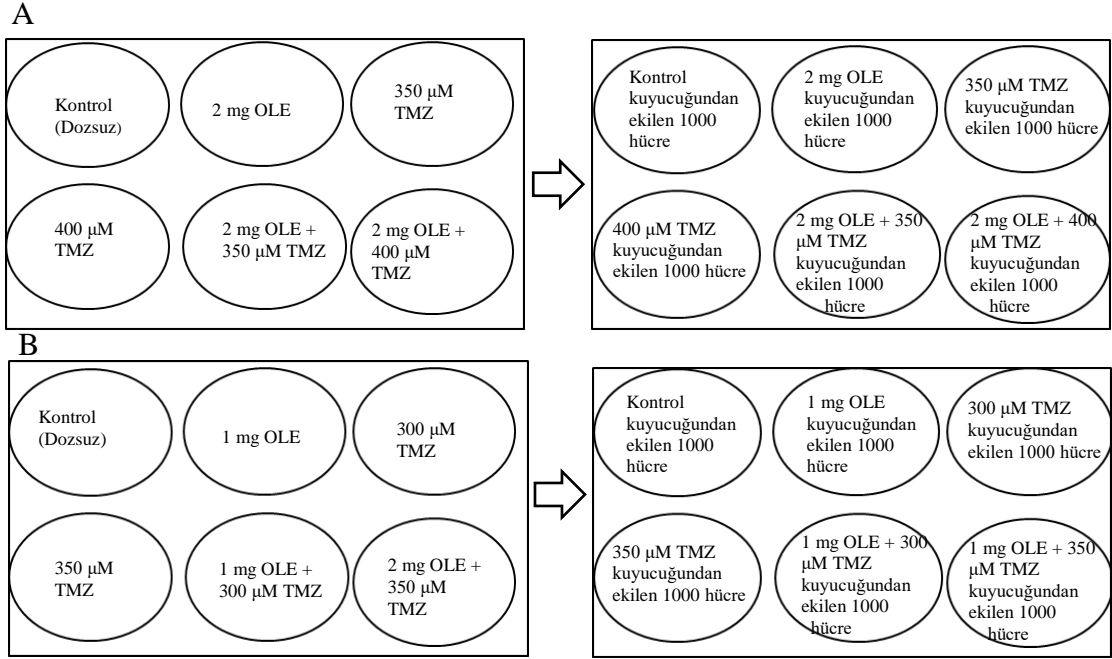 A
Kontrol
(Dozsuz)
2 mg OLE
350 μM
TMZ
400 μM
TMZ
2 mg OLE +
350 μM TMZ
2 mg OLE +
400 μM
TMZ
Kontrol
kuyucuğundan
ekilen 1000
hücre
2 mg OLE
kuyucuğundan
ekilen 1000
hücre
350 μM TMZ
kuyucuğundan
ekilen 1000 hücre
400 μM TMZ
kuyucuğundan
ekilen 1000 hücre
2 mg OLE + 350
μM TMZ
kuyucuğundan
ekilen 1000
hücre
2 mg OLE + 400
μM TMZ
kuyucuğundan
ekilen 1000
hücre
B
Kontrol
(Dozsuz)
1 mg OLE
300 μM
TMZ
350 μM
TMZ
1 mg OLE +
300 μM TMZ
2 mg OLE +
350 μM
TMZ
Kontrol
kuyucuğundan
ekilen 1000
hücre
1 mg OLE
kuyucuğundan
ekilen 1000
hücre
300 μM TMZ
kuyucuğundan
ekilen 1000 hücre
350 μM TMZ
kuyucuğundan
ekilen 1000 hücre
1 mg OLE + 300
μM TMZ
kuyucuğundan
ekilen 1000
hücre
1 mg OLE + 350
μM TMZ
kuyucuğundan
ekilen 1000
hücre